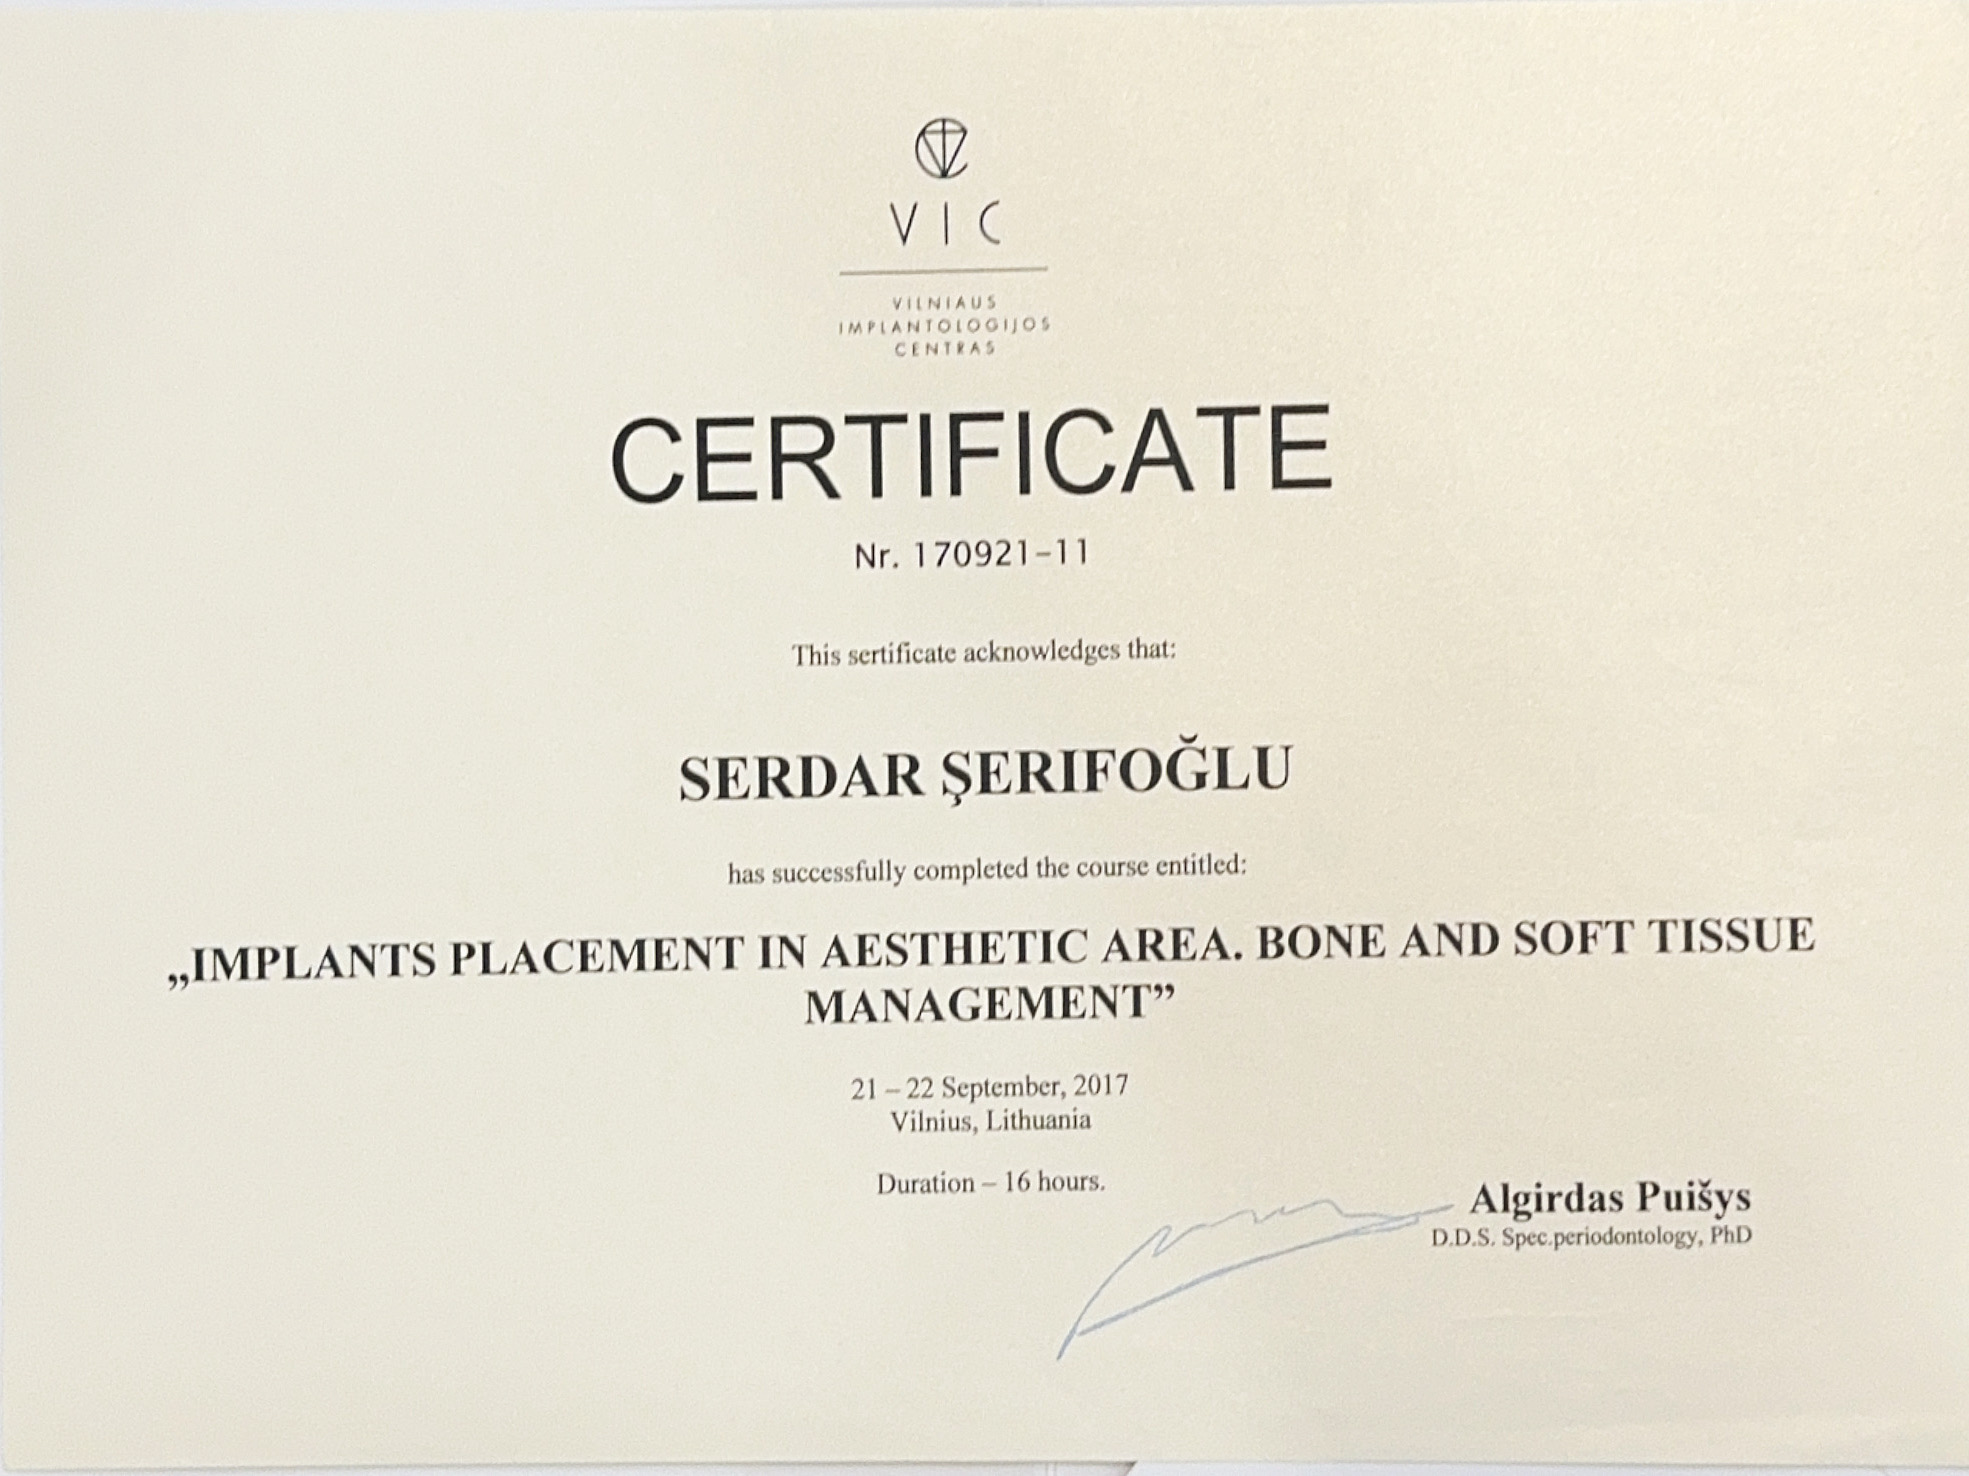 VIC
VILNIAUS
IMPLANTOLOGIJOS
CENTRAS
CERTIFICATE
Nr. 170921-11
This sertificate acknowledges that:
SERDAR ŞERIFOĞLU
has successfully completed the course entitled:
„IMPLANTS PLACEMENT IN AESTHETIC AREA. BONE AND SOFT TISSUE
MANAGEMENT”
21 – 22 September, 2017
Vilnius, Lithuania
Duration – 16 hours.
Algirdas Puišys
D.D.S. Spec.periodontology, PhD